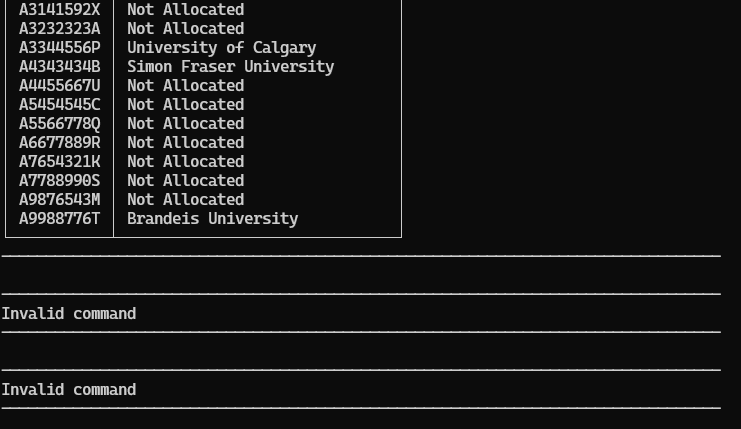 A3141592X Not Allocated
A3232323A Not Allocated
A3344556P University of Calgary
A4343434B Simon Fraser University
A4455667U Not Allocated
A5454545C Not Allocated
A5566778Q Not Allocated
A6677889R Not Allocated
A7654321K Not Allocated
A7788990S Not Allocated
A9876543M Not Allocated
A9988776T Brandeis University
Invalid command
Invalid command